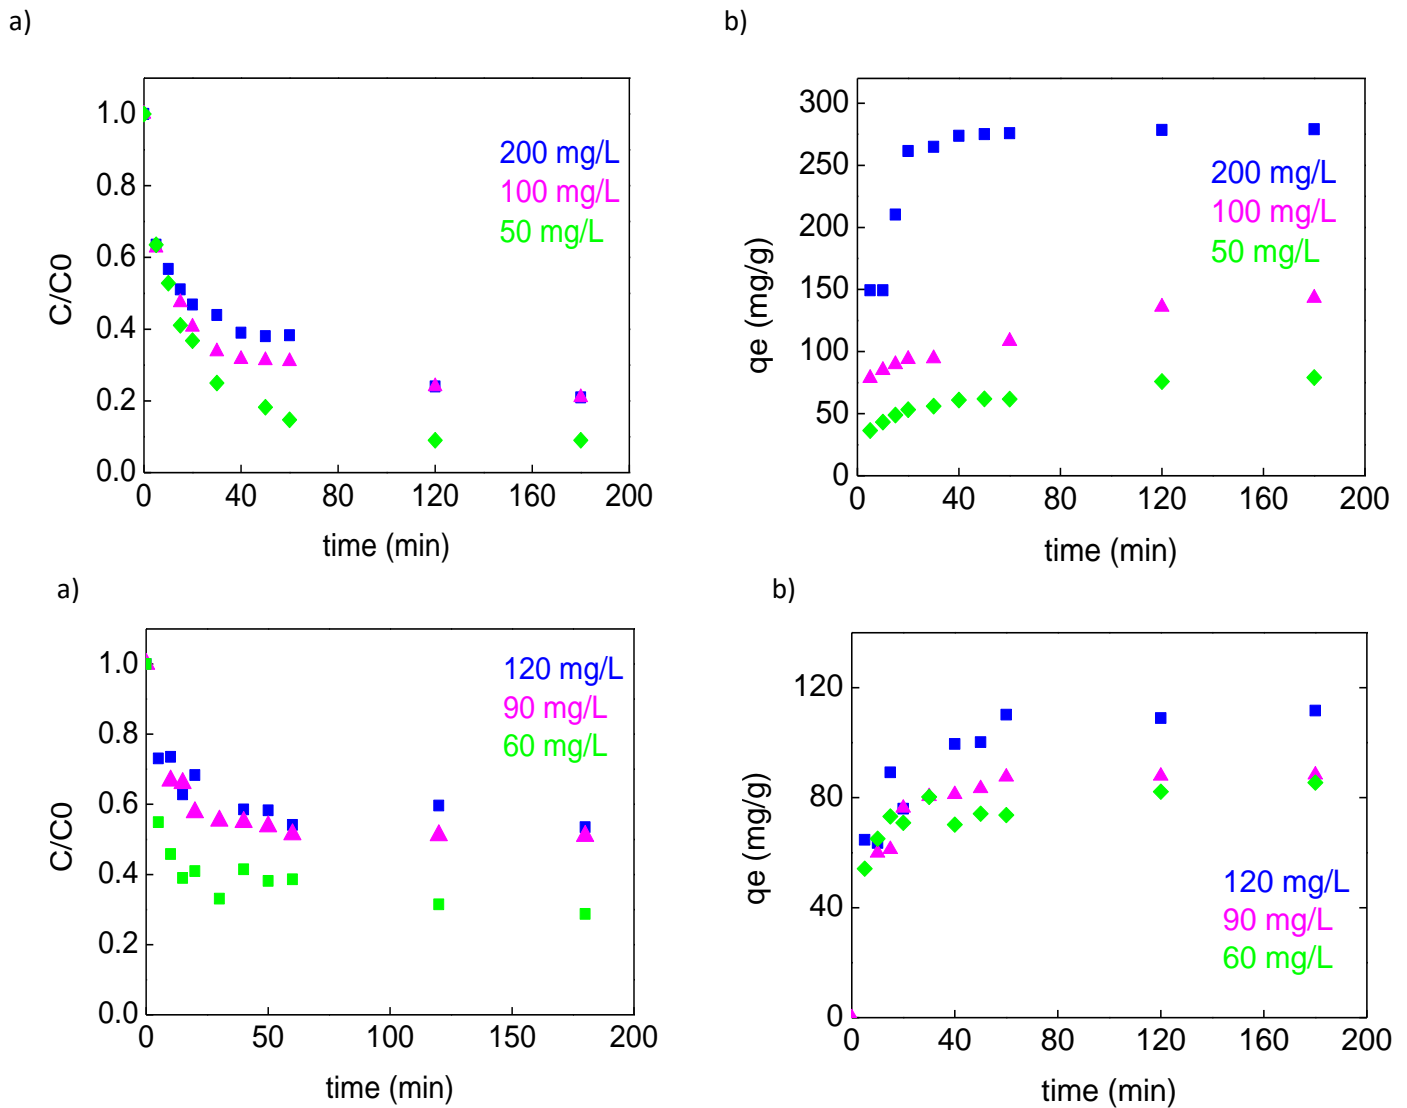 a)
b)
1.0
0.8
0.6
0.4
0.2
0.0
0 40 80 120 160 200
C/C0
time (min)
200 mg/L
100 mg/L
50 mg/L
300
250
200
150
100
50
0
0 40 80 120 160 200
qe (mg/g)
time (min)
200 mg/L
100 mg/L
50 mg/L
a)
b)
1.0
0.8
0.6
0.4
0.2
0.0
0 50 100 150 200
C/C0
time (min)
120 mg/L
90 mg/L
60 mg/L
120
80
40
0
0 40 80 120 160 200
qe (mg/g)
time (min)
120 mg/L
90 mg/L
60 mg/L